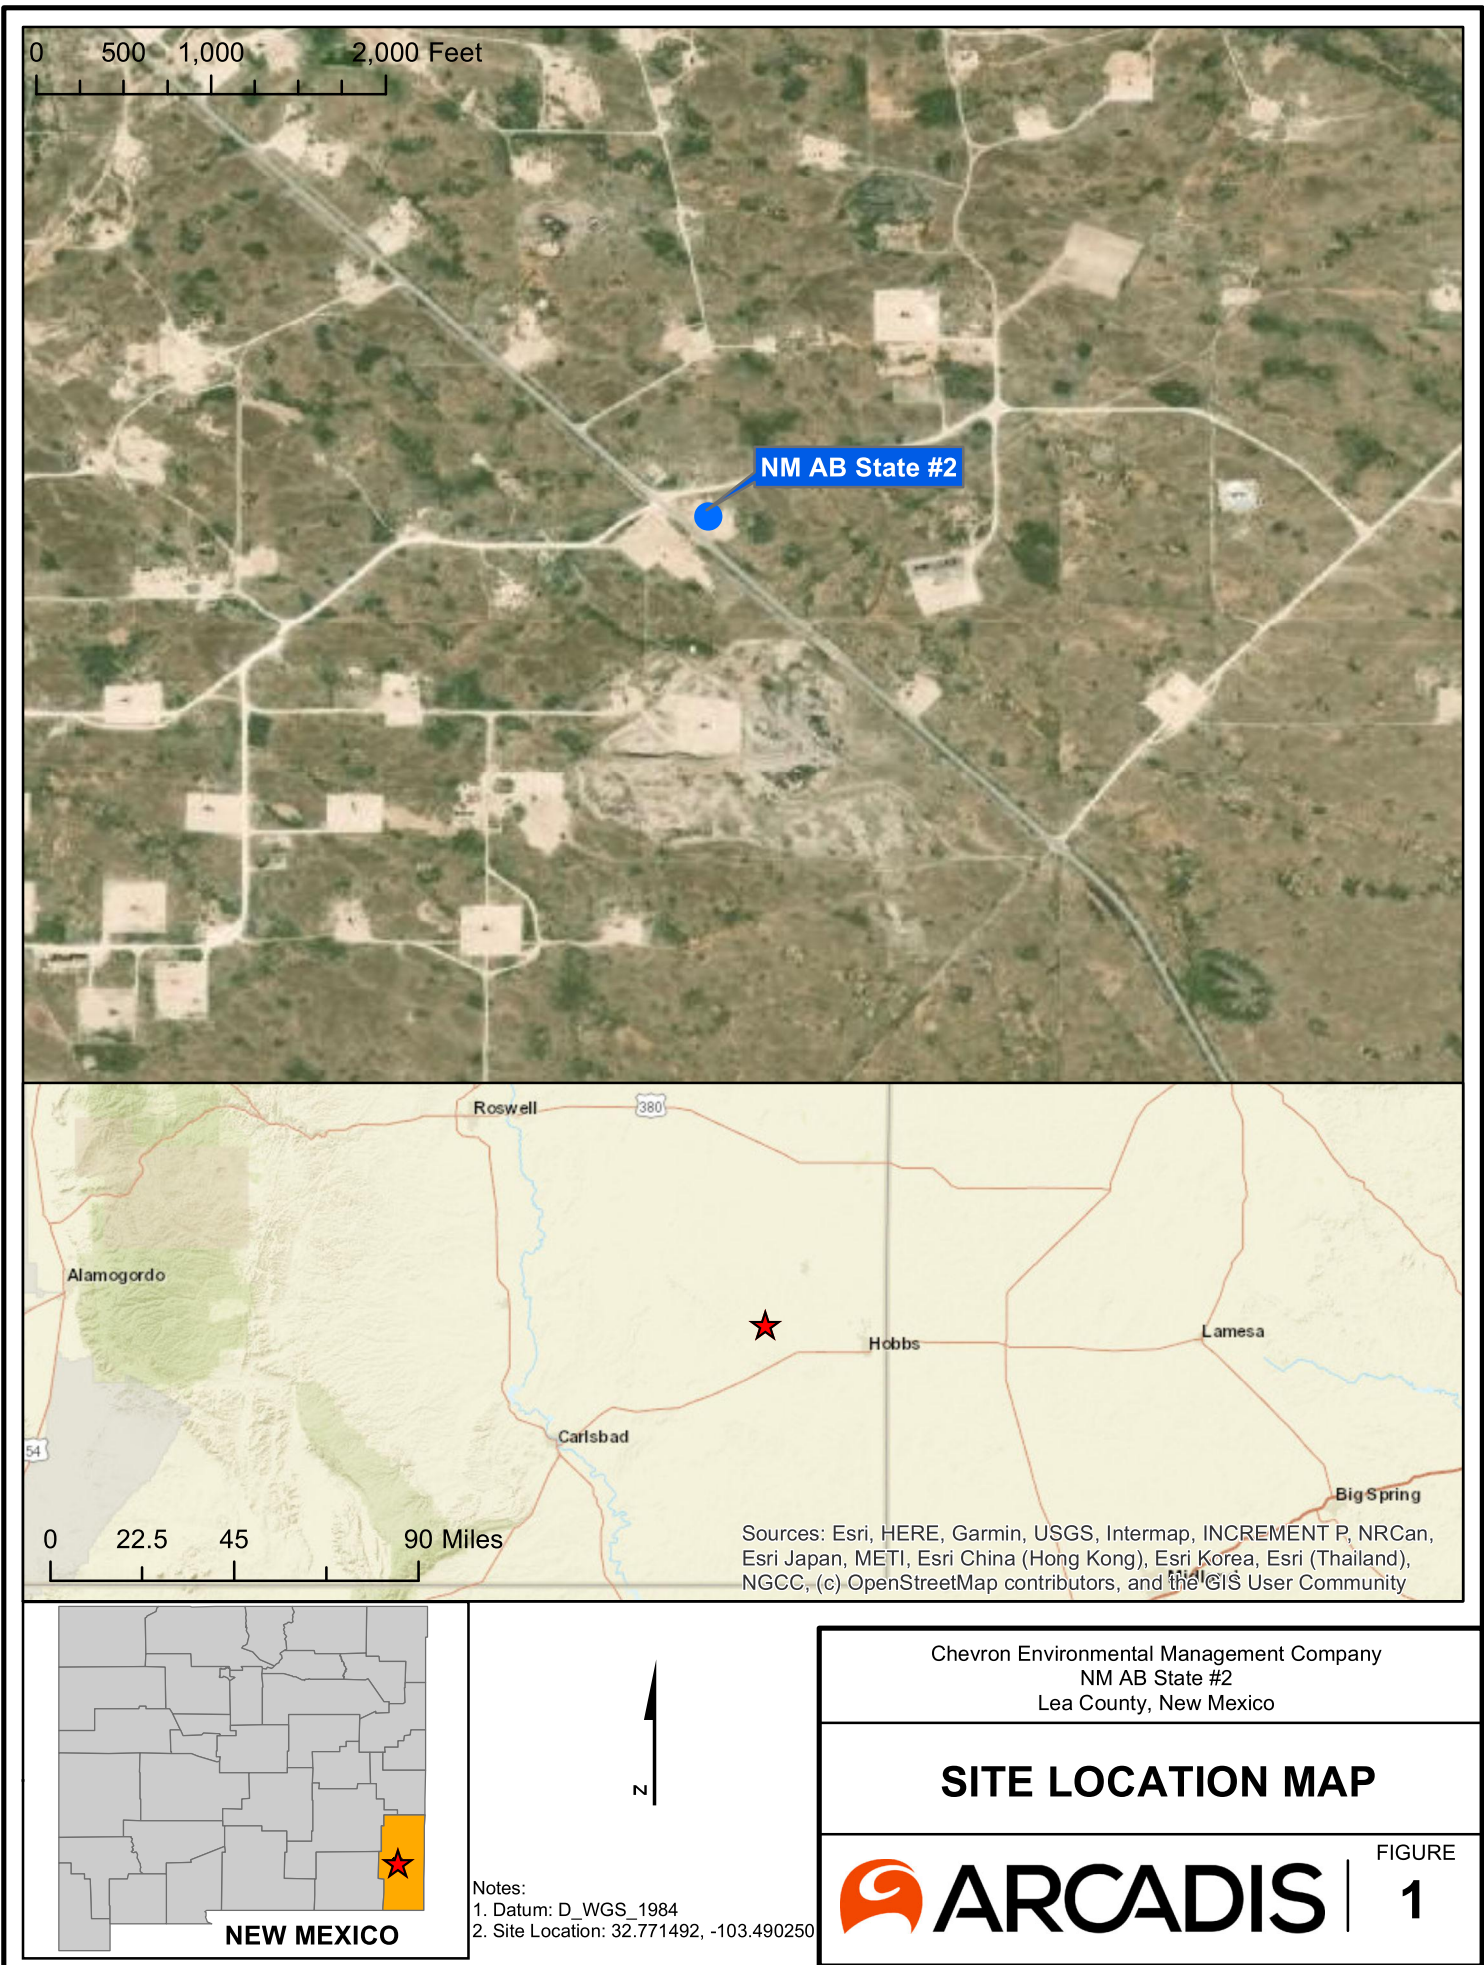 0 500 1,000 2,000 Feet
NM AB State #2
Roswell
380
Alamogordo
Hobbs
Lamesa
Carlsbad
54
Big Spring
0 22.5 45 90 Miles
Sources: Esri, HERE, Garmin, USGS, Intermap, INCREMENT P, NRCan,
Esri Japan, METI, Esri China (Hong Kong), Esri Korea, Esri (Thailand),
NGCC, (c) OpenStreetMap contributors, and the GIS User Community
NEW MEXICO
N
Notes:
1. Datum: D_WGS_1984
2. Site Location: 32.771492, -103.490250
Chevron Environmental Management Company
NM AB State #2
Lea County, New Mexico
SITE LOCATION MAP
ARCADIS
FIGURE
1